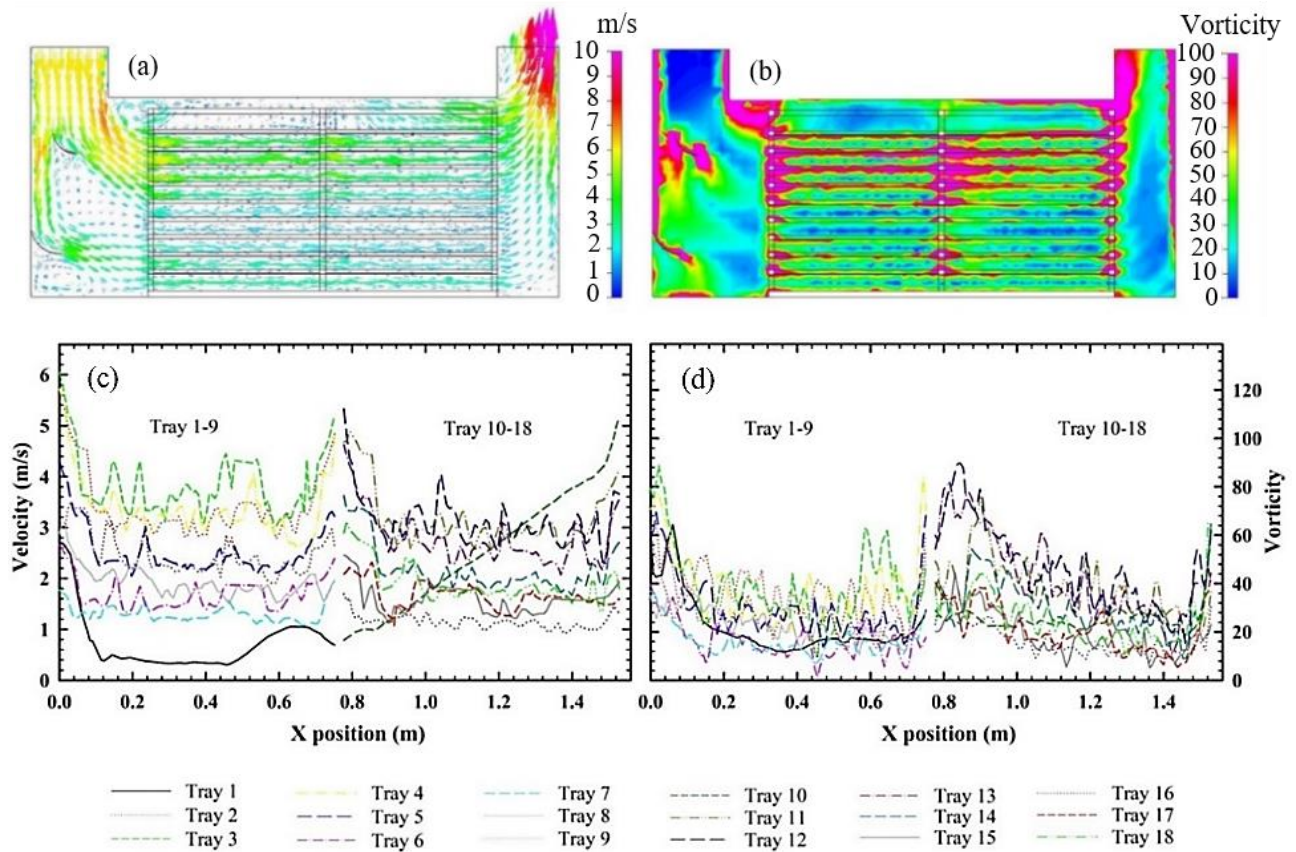 m/s
Vorticity
(a)
10
9
8
7
6
5
4
3
2
1
0
(b)
100
90
80
70
60
50
40
30
20
10
0
(c)
Tray 1-9
Tray 10-18
Velocity (m/s)
6
5
4
3
2
1
0
0.0 0.2 0.4 0.6 0.8 1.0 1.2 1.4
X position (m)
(d)
Tray 1-9
Tray 10-18
120
100
80
60
40
20
0
Vorticity
0.0 0.2 0.4 0.6 0.8 1.0 1.2 1.4
X position (m)
Tray 1 Tray 4 Tray 7 Tray 10 Tray 13 Tray 16
Tray 2 Tray 5 Tray 8 Tray 11 Tray 14 Tray 17
Tray 3 Tray 6 Tray 9 Tray 12 Tray 15 Tray 18